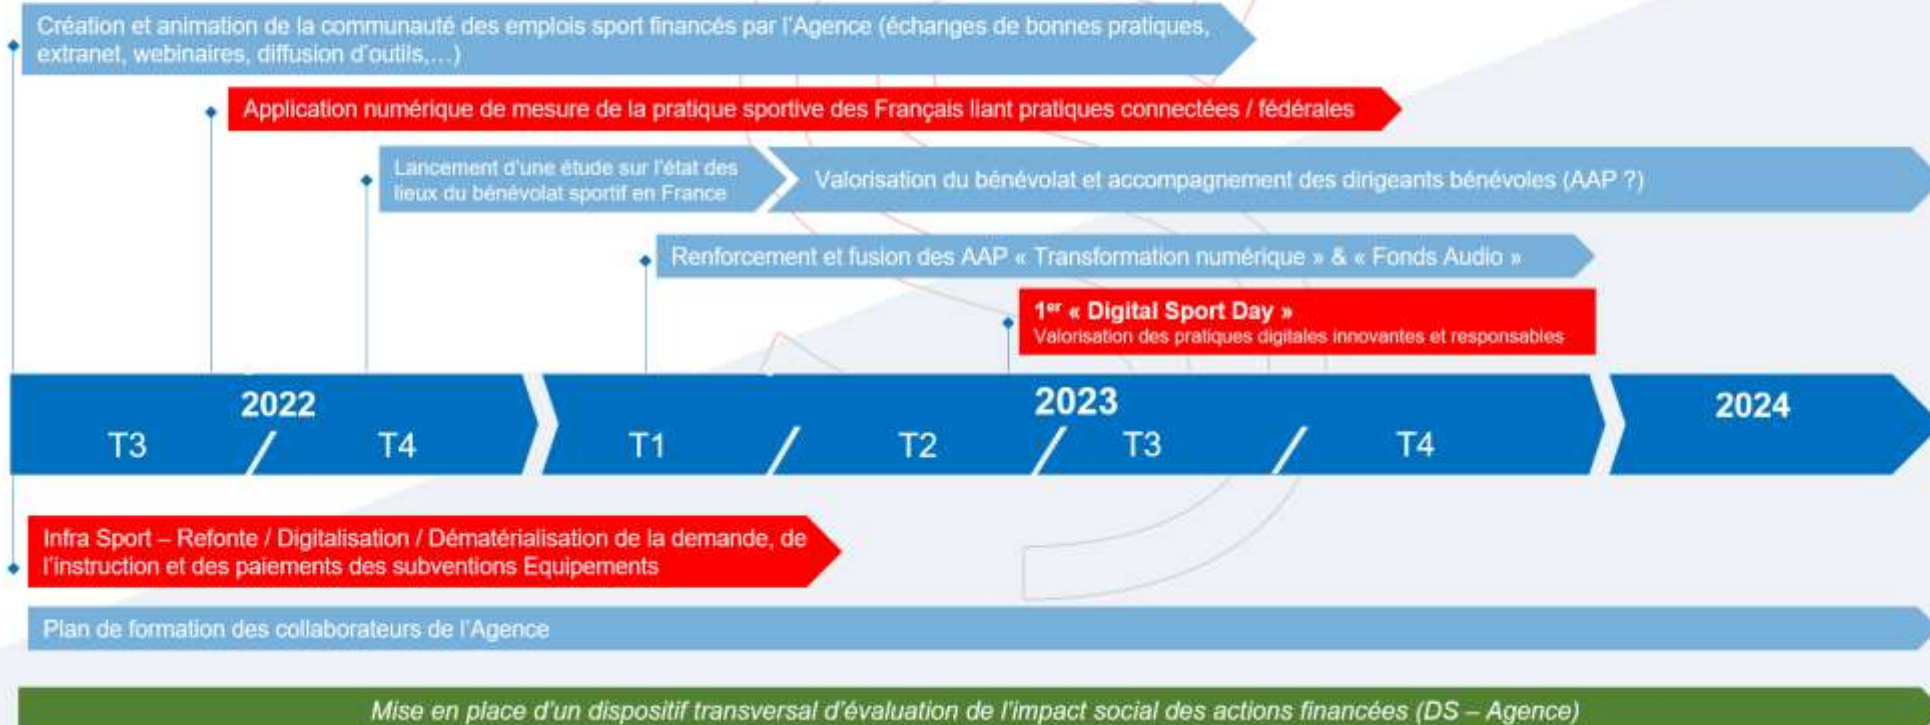 Création et animation de la communauté des emplois sport financés par l'Agence (échanges de bonnes pratiques,
extranet, webinaires, diffusion d'outils,…)
Application numérique de mesure de la pratique sportive des Français liant pratiques connectées / fédérales
Lancement d'une étude sur l'état des
lieux du bénévolat sportif en France
Valorisation du bénévolat et accompagnement des dirigeants bénévoles (AAP ?)
Renforcement et fusion des AAP « Transformation numérique » & « Fonds Audio »
1er « Digital Sport Day »
Valorisation des pratiques digitales innovantes et responsables
2022
2023
2024
T3
T4
T1
T2
T3
T4
Infra Sport – Refonte / Digitalisation / Dématérialisation de la demande, de
l'instruction et des paiements des subventions Equipements
Plan de formation des collaborateurs de l'Agence
Mise en place d'un dispositif transversal d'évaluation de l'impact social des actions financées (DS – Agence)